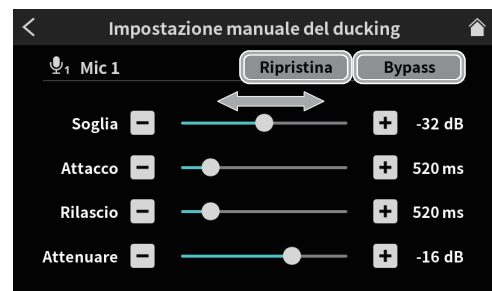 Impostazione manuale del ducking
1 Mic 1 Ripristina Bypass
Soglia -32 dB
Attacco 520 ms
Rilascio 520 ms
Attenuare -16 dB